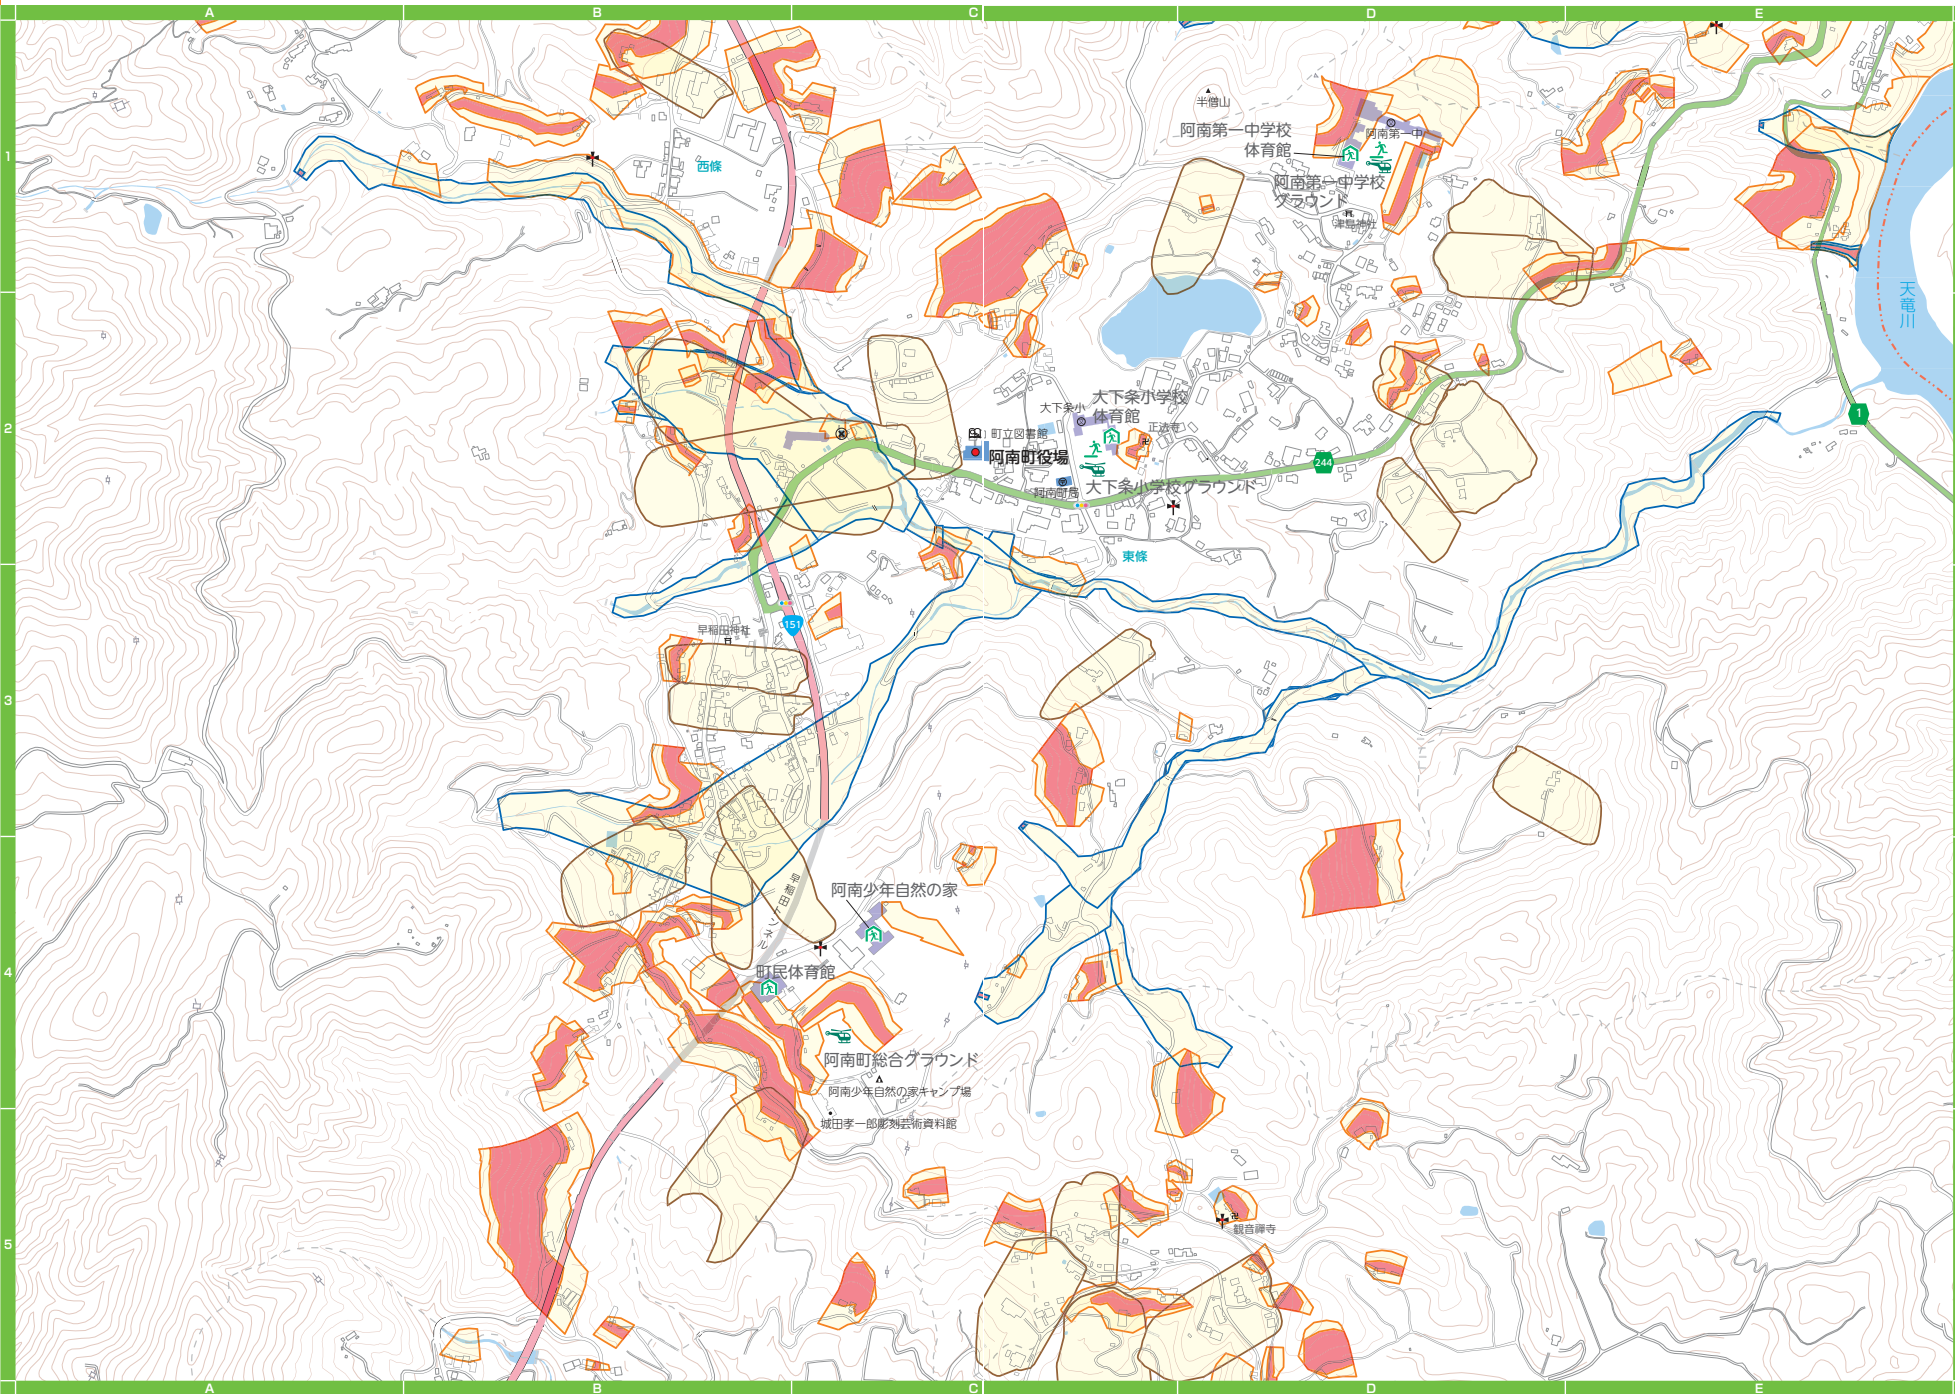 A
B
C
D
E
1
2
3
4
5
半僧山
阿南第一中学校
体育館
阿南第一中
阿南第一中学校
グラウンド
津島神社
西條
天竜川
1
大下条小
大下条小学校
体育館
正法寺
町立図書館
阿南町役場
244
阿南町局
大下条小学校グラウンド
東條
早稲田神社
151
早稲田トンネル
阿南少年自然の家
町民体育館
阿南町総合グラウンド
阿南少年自然の家キャンプ場
城田孝一郎彫刻芸術資料館
観音禅寺
A
B
C
D
E